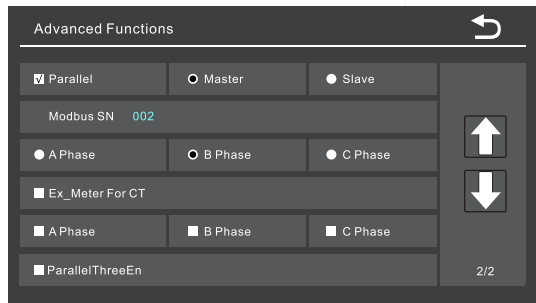 Advanced Functions
Parallel Master Slave
Modbus SN 002
A Phase B Phase C Phase
Ex_Meter For CT
A Phase B Phase C Phase
ParallelThreeEn
2/2